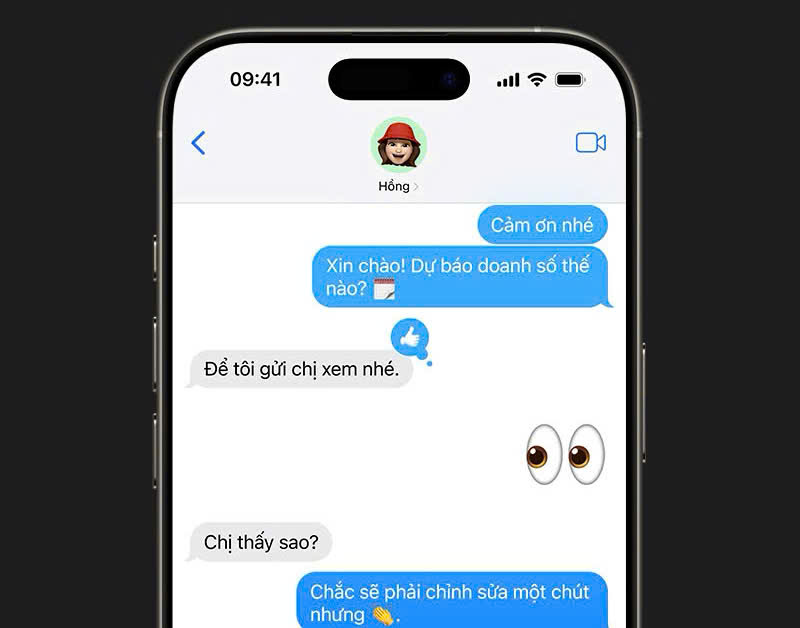 09:41
Hồng
Cảm ơn nhé
Xin chào! Dự báo doanh số thế
nào? 🗓️
Để tôi gửi chị xem nhé.
👀
Chị thấy sao?
Chắc sẽ phải chỉnh sửa một chút
nhưng 👏.